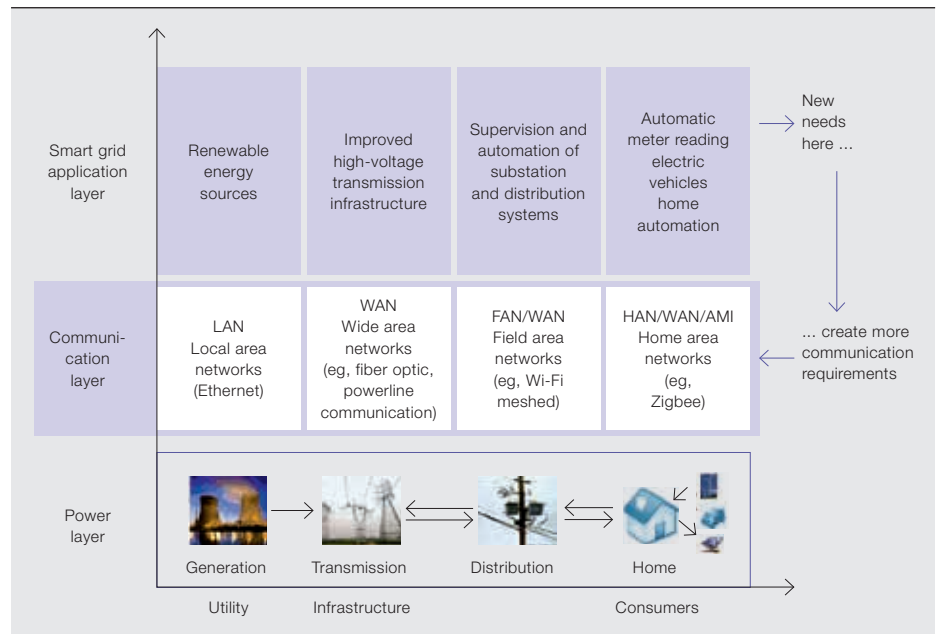 Smart grid
application
layer
Renewable
energy
sources
Improved
high-voltage
transmission
infrastructure
Supervision and
automation of
substation
and distribution
systems
Automatic
meter reading
electric
vehicles
home
automation
New
needs
here ...
Communi-
cation
layer
LAN
Local area
networks
(Ethernet)
WAN
Wide area
networks
(eg, fiber optic,
powerline
communication)
FAN/WAN
Field area
networks
(eg, Wi-Fi
meshed)
HAN/WAN/AMI
Home area
networks
(eg,
Zigbee)
... create more
communication
requirements
Power
layer
Generation
Transmission
Distribution
Home
Utility
Infrastructure
Consumers